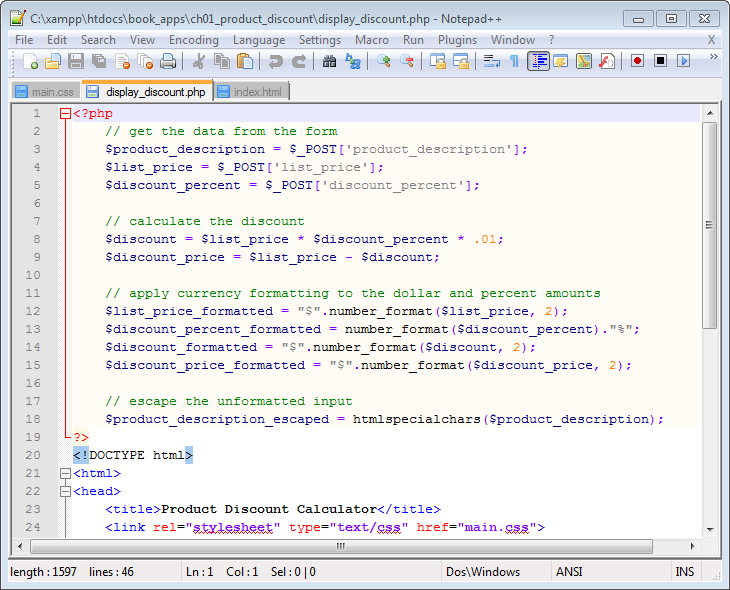 C:\xampp\htdocs\book_apps\ch01_product_discount\display_discount.php - Notepad++
File Edit Search View Encoding Language Settings Macro Run Plugins Window ? X
main.css display_discount.php index.html
1 <?php
2 // get the data from the form
3 $product_description = $_POST['product_description'];
4 $list_price = $_POST['list_price'];
5 $discount_percent = $_POST['discount_percent'];
6
7 // calculate the discount
8 $discount = $list_price * $discount_percent * .01;
9 $discount_price = $list_price - $discount;
10
11 // apply currency formatting to the dollar and percent amounts
12 $list_price_formatted = "$".number_format($list_price, 2);
13 $discount_percent_formatted = number_format($discount_percent)."%";
14 $discount_formatted = "$".number_format($discount, 2);
15 $discount_price_formatted = "$".number_format($discount_price, 2);
16
17 // escape the unformatted input
18 $product_description_escaped = htmlspecialchars($product_description);
19 ?>
20 <!DOCTYPE html>
21 <html>
22 <head>
23 <title>Product Discount Calculator</title>
24 <link rel="stylesheet" type="text/css" href="main.css">
length : 1597 lines : 46 Ln : 1 Col : 1 Sel : 0 | 0 Dos\Windows ANSI INS